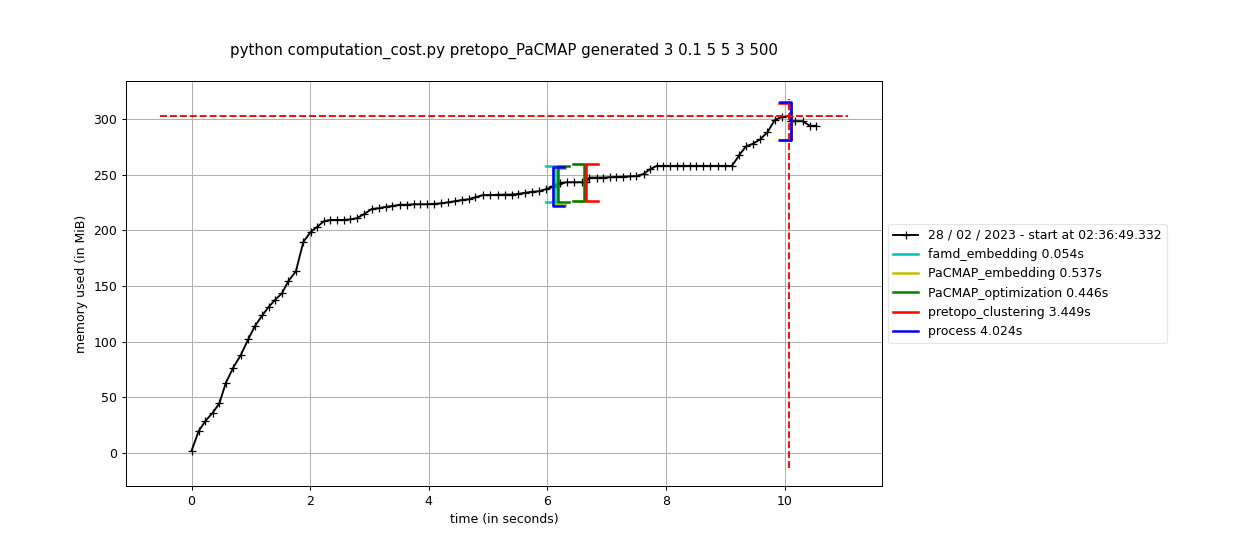 python computation_cost.py pretopo_PaCMAP generated 3 0.1 5 5 3 500
memory used (in MiB)
300
250
200
150
100
50
0
0 2 4 6 8 10
time (in seconds)
28 / 02 / 2023 - start at 02:36:49.332
famd_embedding 0.054s
PaCMAP_embedding 0.537s
PaCMAP_optimization 0.446s
pretopo_clustering 3.449s
process 4.024s